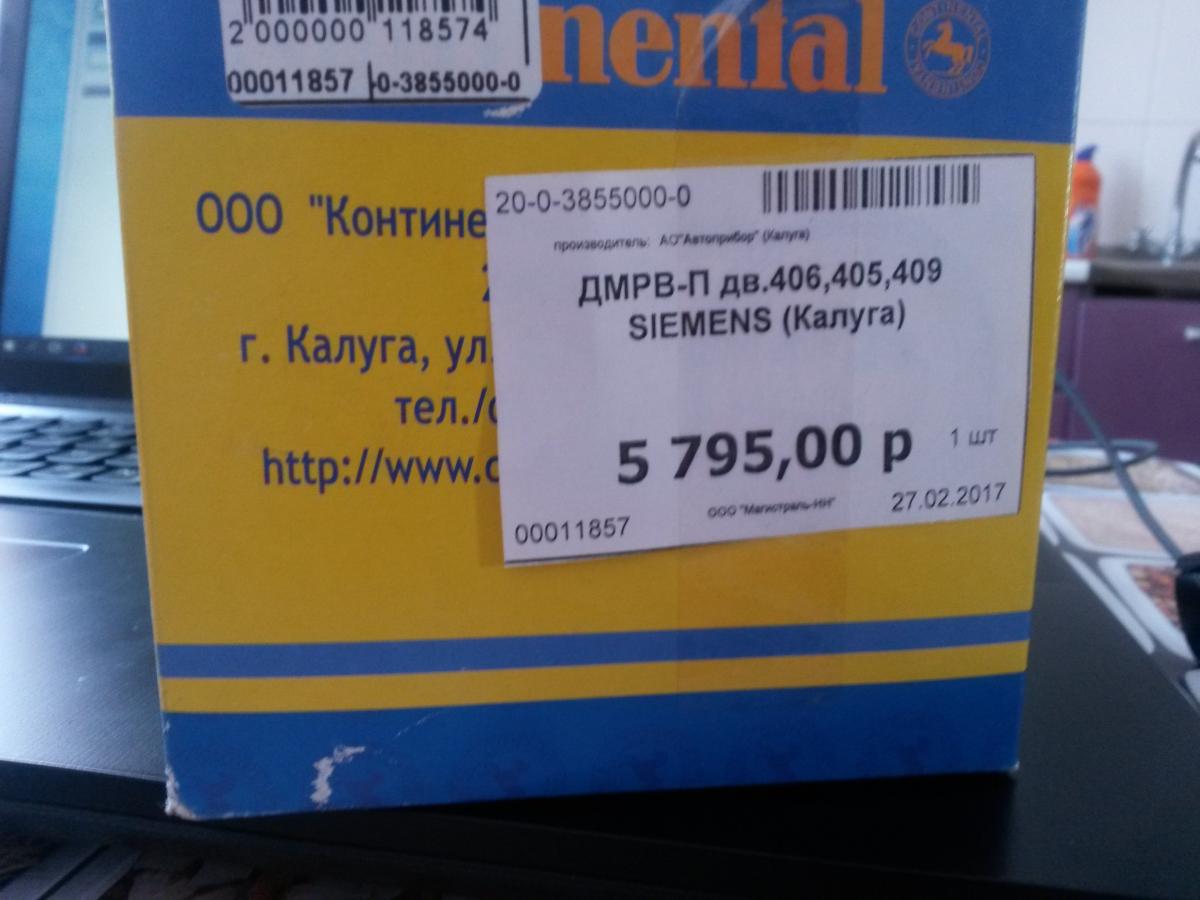 2 000000 118574
00011857 -0-3855000-0
nental
CONTINENTAL
ООО "Контине
20-0-3855000-0
производитель: АО"Автоприбор" (Калуга)
ДМРВ-П дв.406,405,409
SIEMENS (Калуга)
г. Калуга, ул.
тел./
http://www.c
5 795,00 р 1 шт
ООО "Магистраль-НН" 27.02.2017
00011857